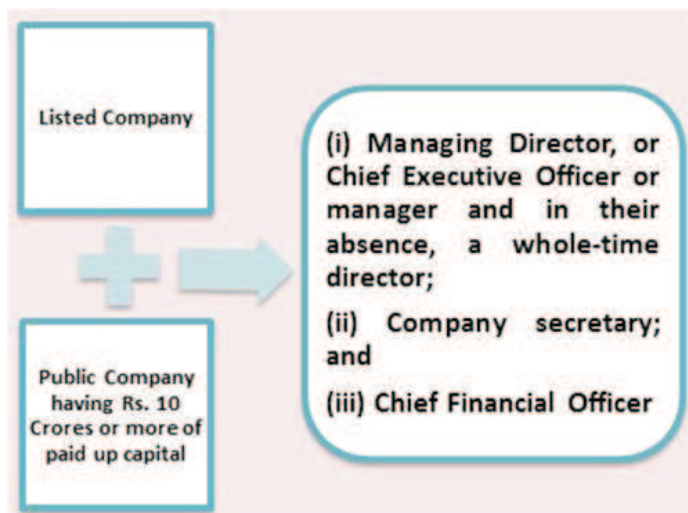 Listed Company
Public Company
having Rs. 10
Crores or more of
paid up capital
(i) Managing Director, or
Chief Executive Officer or
manager and in their
absence, a whole-time
director;
(ii) Company secretary;
and
(iii) Chief Financial Officer